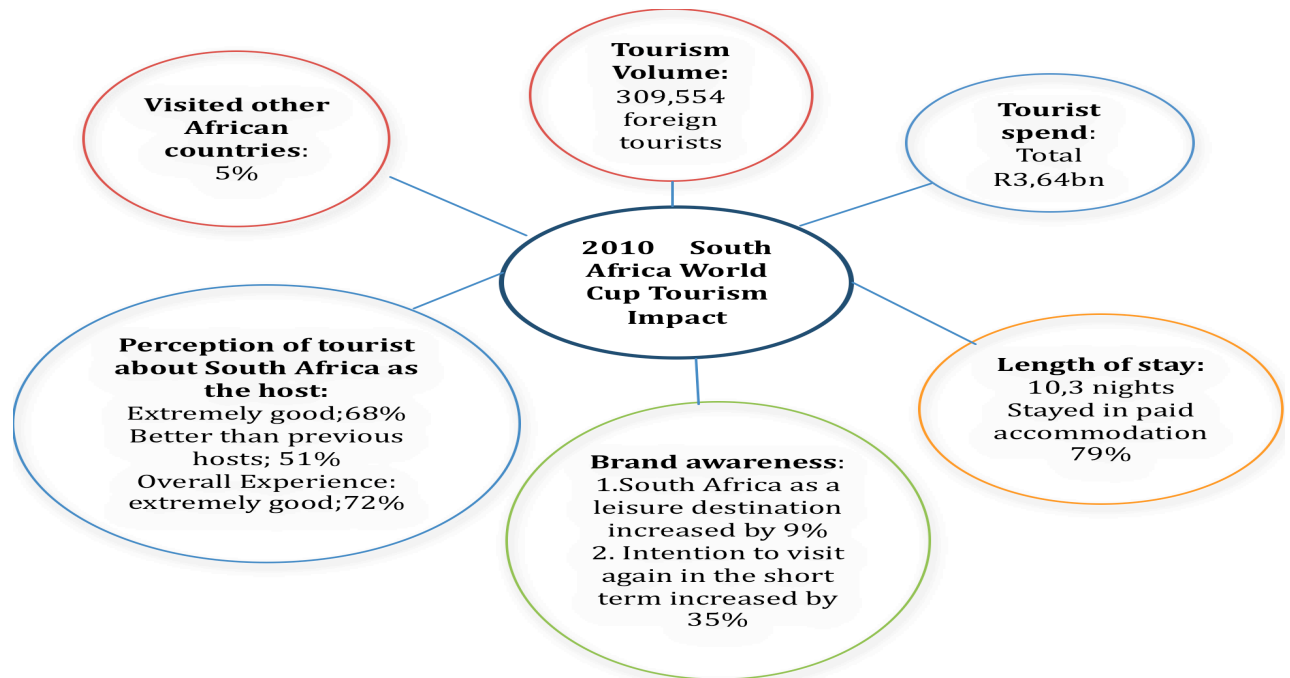 Tourism
Volume:
309,554
foreign
tourists
Visited other
African
countries:
5%
Tourist
spend:
Total
R3,64bn
2010 South
Africa World
Cup Tourism
Impact
Perception of tourist
about South Africa as
the host:
Extremely good;68%
Better than previous
hosts; 51%
Overall Experience:
extremely good;72%
Length of stay:
10,3 nights
Stayed in paid
accommodation
79%
Brand awareness:
1.South Africa as a
leisure destination
increased by 9%
2. Intention to visit
again in the short
term increased by
35%